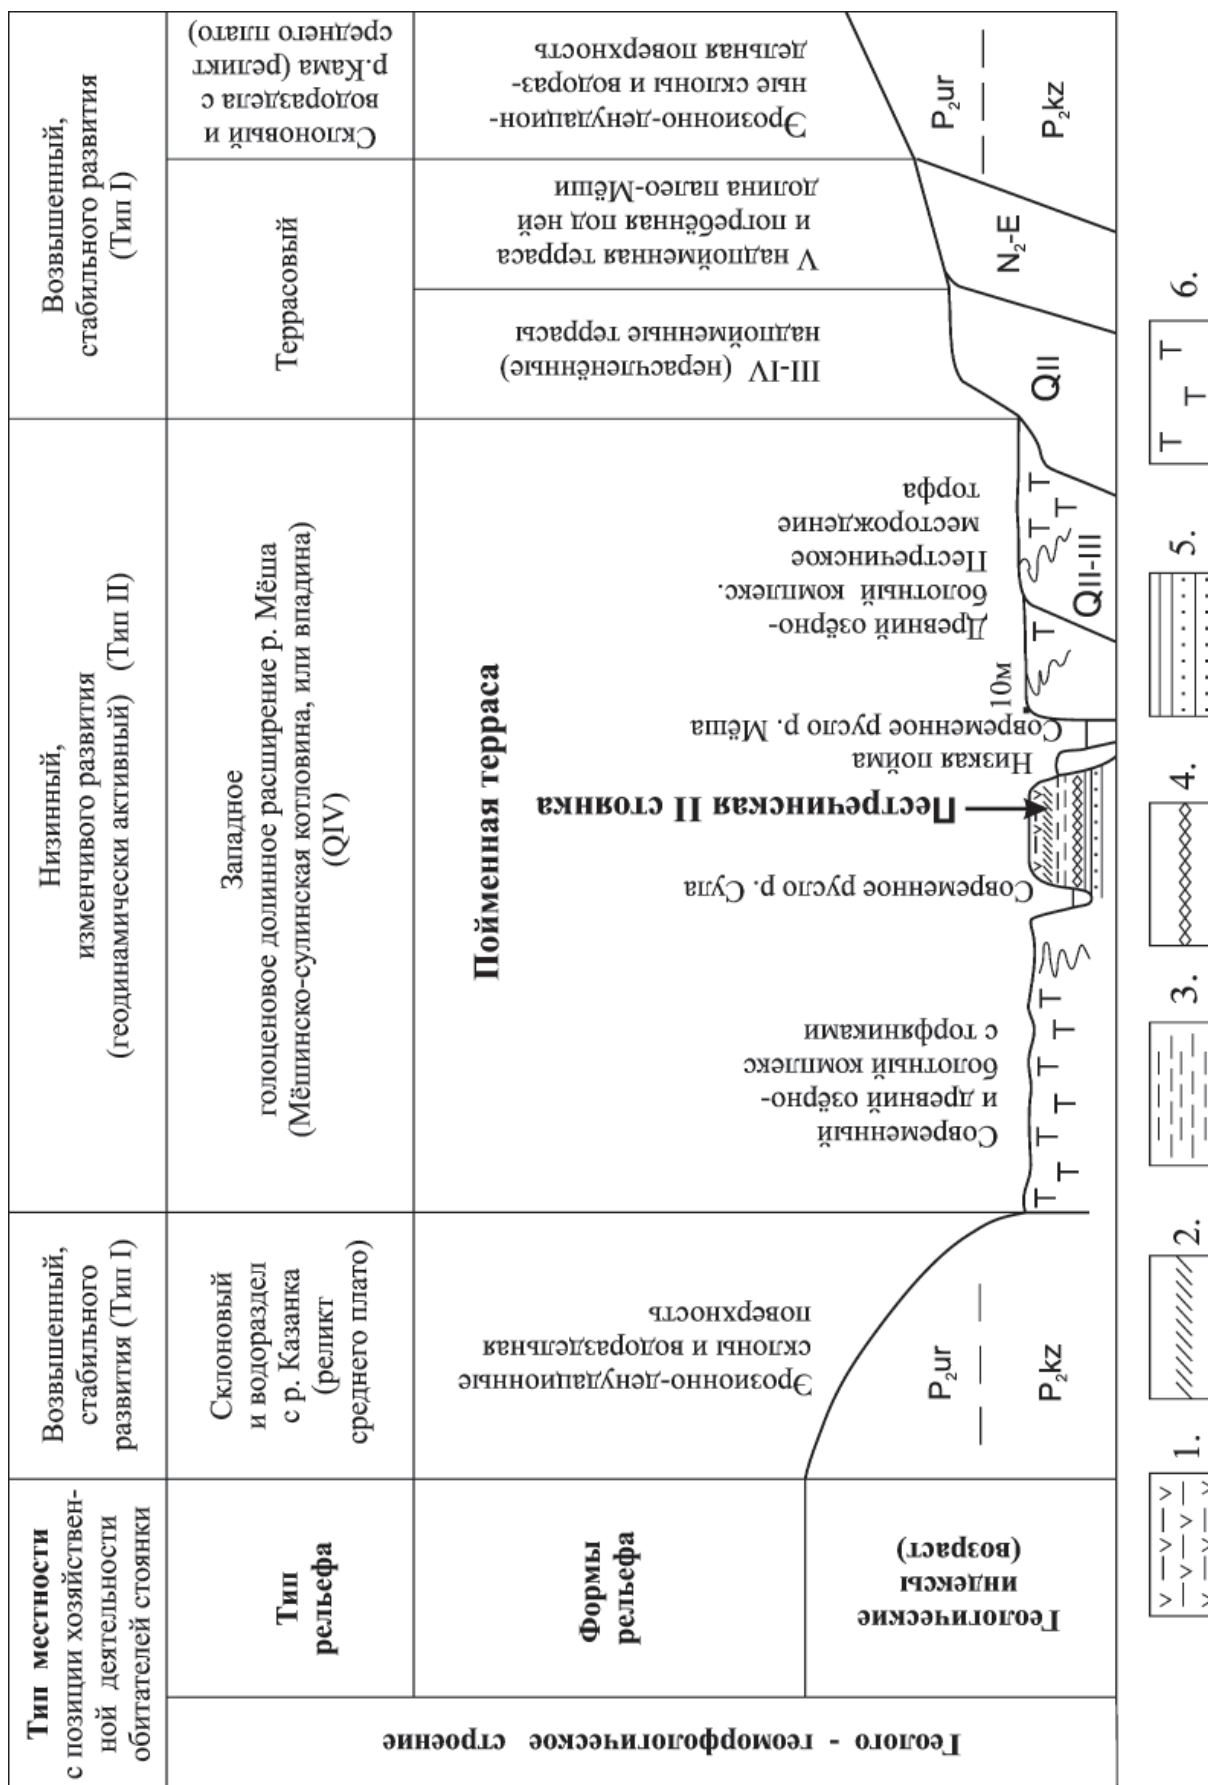 Тип местности
с позиции хозяйствен-
ной деятельности
обитателей стоянки
Возвышенный,
стабильного
развития (Тип I)
Низинный,
изменчивого развития
(геодинамически активный) (Тип II)
Возвышенный,
стабильного развития
(Тип I)
Геолого - геоморфологическое строение
Тип
рельефа
Склоновый
и водораздел
с р. Казанка
(реликт
среднего плато)
Западное
голоценовое долинное расширение р. Мёша
(Мёшинско-сулинская котловина, или впадина)
(QIV)
Террасовый
Склоновый и
водораздела с
р.Кама (реликт
среднего плато)
Формы
рельефа
Эрозионно-денудационные
склоны и водораздельная
поверхность
Пойменная терраса
Современный
и древний озёрно-
болотный комплекс
с торфяниками
Современное русло р. Сула
Пестречинская II стоянка
Низкая пойма
Современное русло р. Мёша
10м
Древний озёрно-
болотный комплекс.
Пестречинское
месторождение
торфа
III-IV (нерасчленённые)
надпойменные террасы
V надпойменная терраса
и погребённая под ней
долина палео-Мёши
Эрозионно-денудацион-
ные склоны и водораз-
дельная поверхность
Геологические
индексы
(возраст)
P₂ur
P₂kz
T T T T T T T T T
T T T T
QII-III
QII
N₂-E
P₂ur
P₂kz
1.
2.
3.
4.
5.
T T T T T
6.